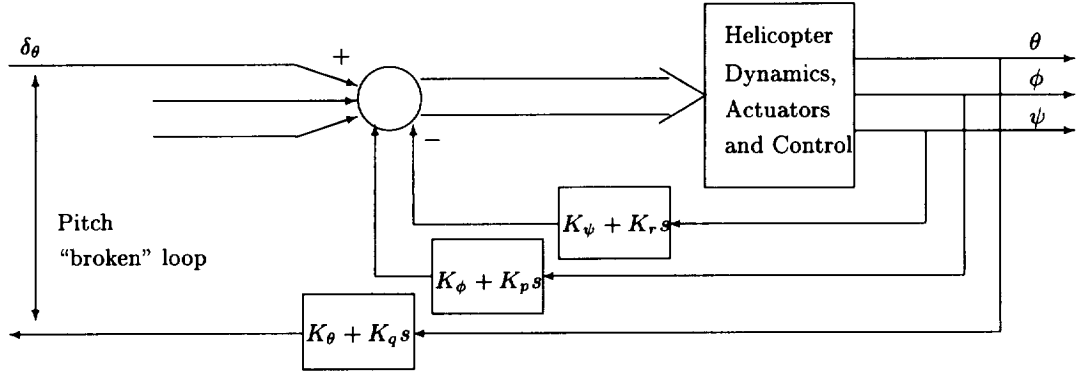 δ_θ
+
−
Helicopter
Dynamics,
Actuators
and Control
θ
φ
ψ
K_ψ + K_r s
K_φ + K_p s
K_θ + K_q s
Pitch
“broken” loop